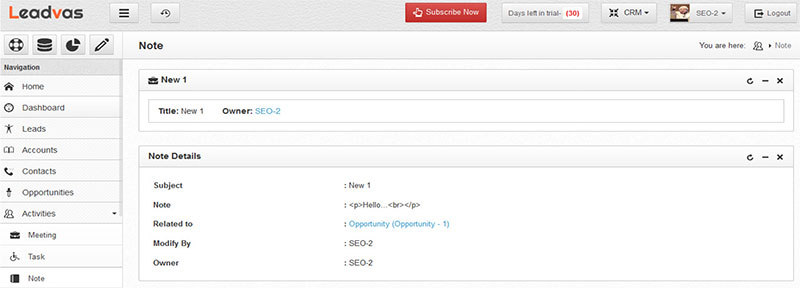 Leadvas
Subscribe Now
Days left in trial- (30)
CRM
SEO-2
Logout
Note
You are here: Note
Navigation
Home
Dashboard
Leads
Accounts
Contacts
Opportunities
Activities
Meeting
Task
Note
New 1
Title: New 1 Owner: SEO-2
Note Details
Subject : New 1
Note : <p>Hello...<br></p>
Related to : Opportunity (Opportunity - 1)
Modify By : SEO-2
Owner : SEO-2